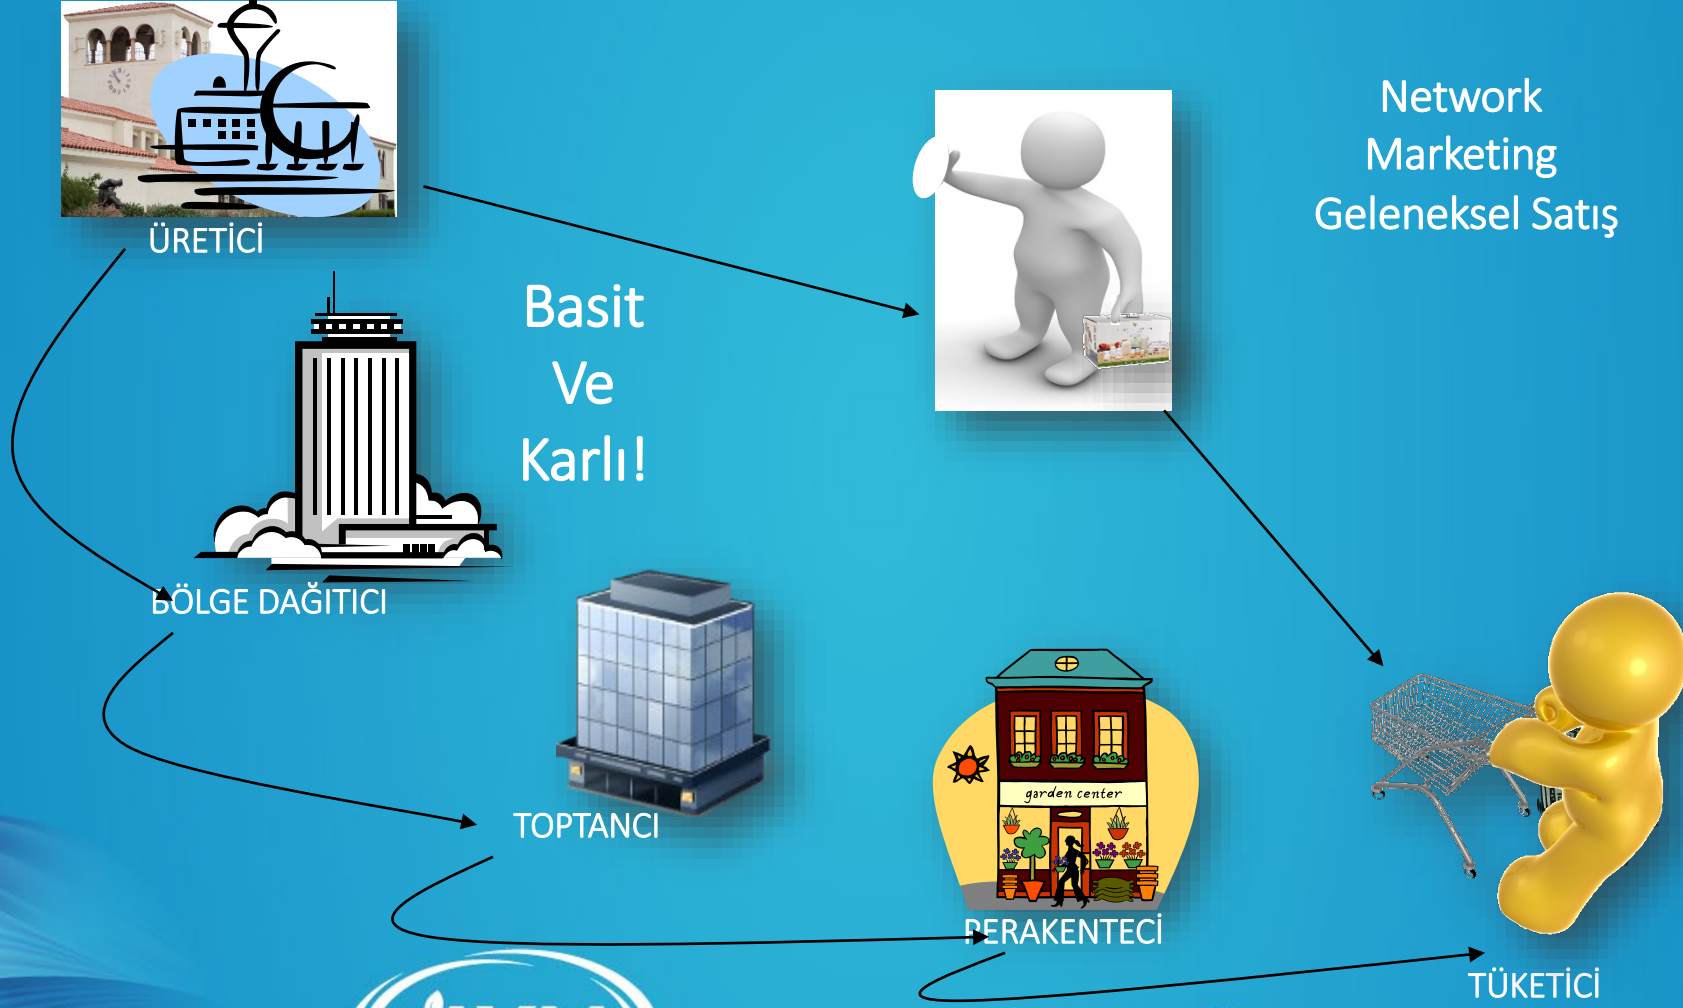 ÜRETİCİ
Network
Marketing
Geleneksel Satış
Basit
Ve
Karlı!
BÖLGE DAĞITICI
TOPTANCI
garden center
PERAKENTECİ
TÜKETİCİ